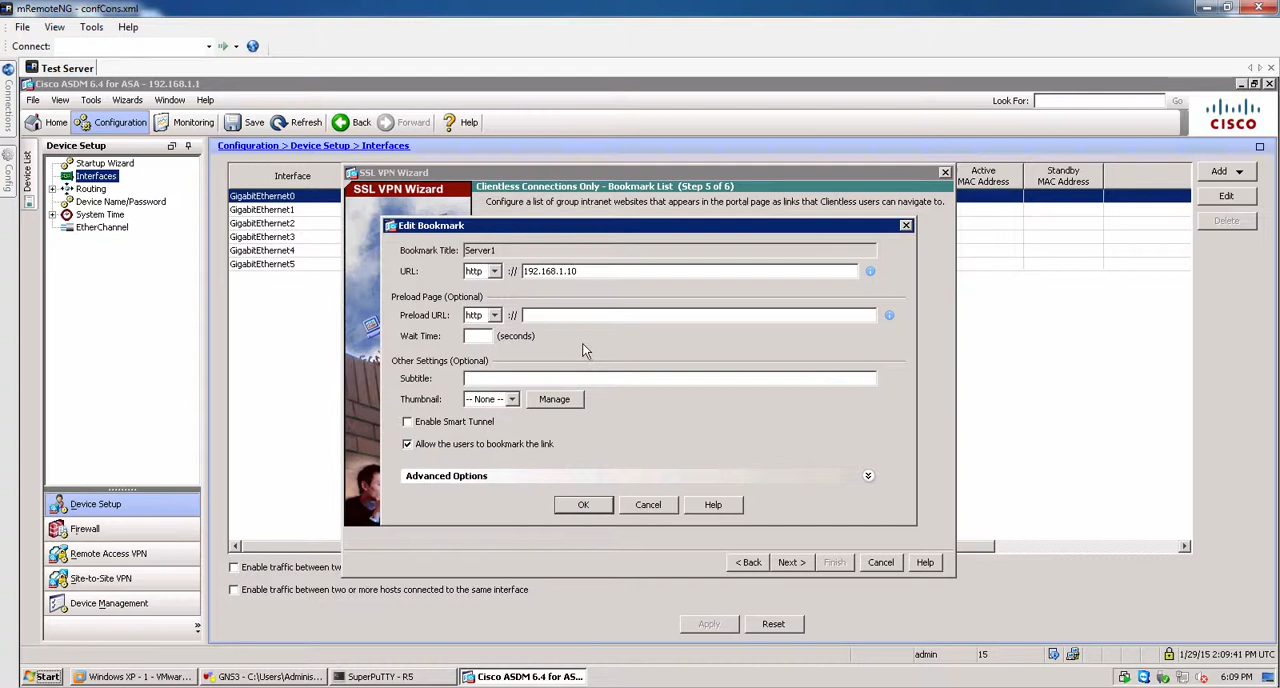 mRemoteNG - confCons.xml
File View Tools Help
Connect:
Test Server
Connections
Config
Cisco ASDM 6.4 for ASA - 192.168.1.1
File View Tools Wizards Window Help
Look For: Go
Home Configuration Monitoring Save Refresh Back Forward Help
CISCO
Device List
Device Setup
Startup Wizard
Interfaces
Routing
Device Name/Password
System Time
EtherChannel
Device Setup
Firewall
Remote Access VPN
Site-to-Site VPN
Device Management
Configuration > Device Setup > Interfaces
Interface
Active MAC Address
Standby MAC Address
GigabitEthernet0
GigabitEthernet1
GigabitEthernet2
GigabitEthernet3
GigabitEthernet4
GigabitEthernet5
Add
Edit
Delete
SSL VPN Wizard
SSL VPN Wizard
Clientless Connections Only - Bookmark List (Step 5 of 6)
Configure a list of group intranet websites that appears in the portal page as links that Clientless users can navigate to.
Edit Bookmark
Bookmark Title: Server1
URL: http :// 192.168.1.10
Preload Page (Optional)
Preload URL: http ://
Wait Time: (seconds)
Other Settings (Optional)
Subtitle:
Thumbnail: -- None -- Manage
Enable Smart Tunnel
Allow the users to bookmark the link
Advanced Options
OK Cancel Help
< Back Next > Finish Cancel Help
Enable traffic between tw
Enable traffic between two or more hosts connected to the same interface
Apply Reset
admin 15 1/29/15 2:09:41 PM UTC
Start Windows XP - 1 - VMwar... GNS3 - C:\Users\Adminis... SuperPuTTY - R5 Cisco ASDM 6.4 for AS... 6:09 PM